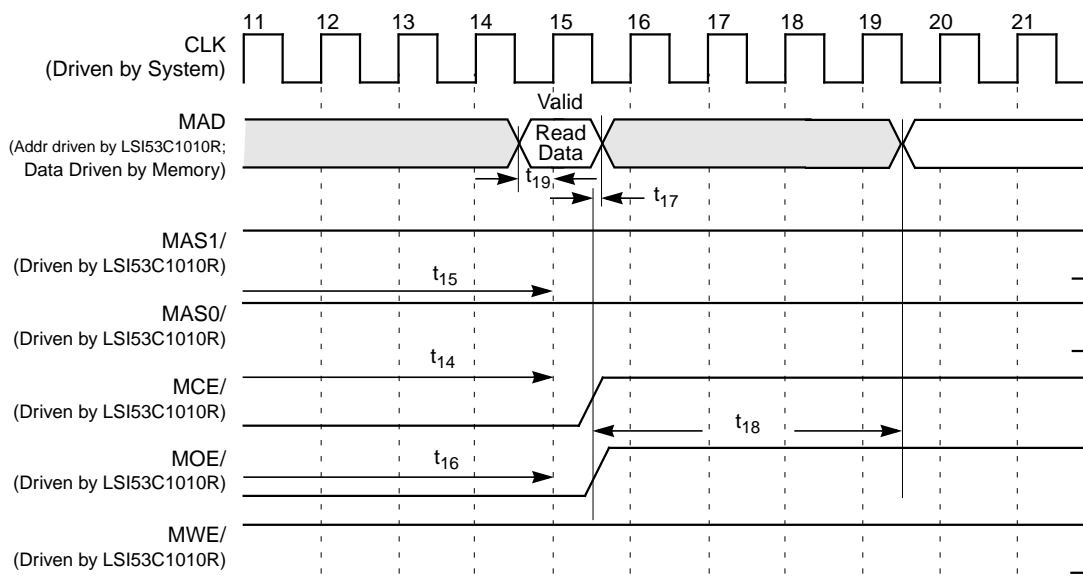 11 12 13 14 15 16 17 18 19 20 21
CLK
(Driven by System)
Valid
MAD
Read
Data
(Addr driven by LSI53C1010R;
Data Driven by Memory)
t19
t17
MAS1/
(Driven by LSI53C1010R)
t15
MAS0/
(Driven by LSI53C1010R)
t14
MCE/
(Driven by LSI53C1010R)
t18
MOE/
t16
(Driven by LSI53C1010R)
MWE/
(Driven by LSI53C1010R)